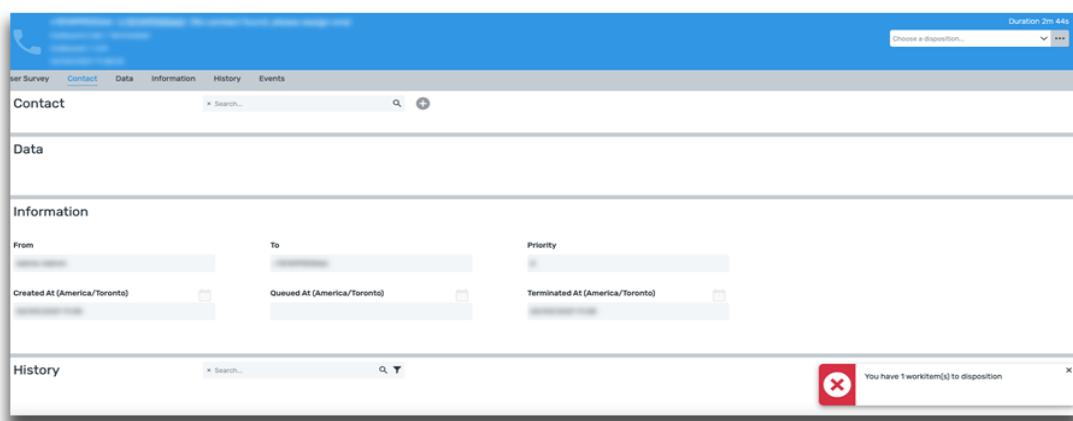 Duration 2m 44s
Choose a disposition...
ser Survey Contact Data Information History Events
Contact × Search...
Data
Information
From To Priority
Created At (America/Toronto) Queued At (America/Toronto) Terminated At (America/Toronto)
History × Search...
You have 1 workitem(s) to disposition